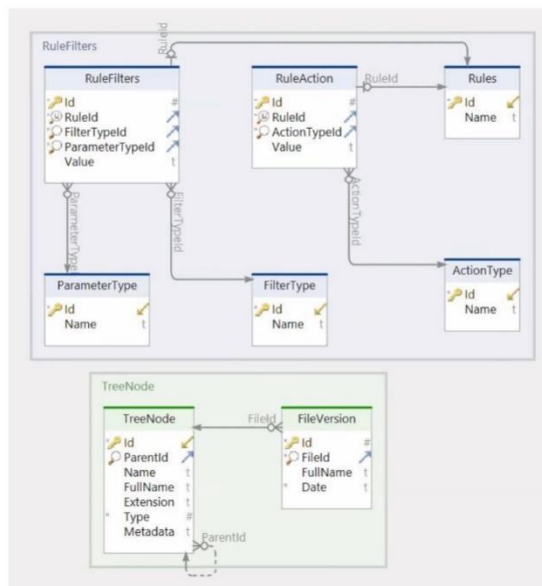 RuleFilters
RuleId
RuleFilters
Id #
RuleId
FilterTypeId
ParameterTypeId
Value t
RuleAction
Id #
RuleId
ActionTypeId
Value t
RuleId
Rules
Id
Name t
ParameterType
FilterTypeId
ActionTypeId
ParameterType
Id
Name t
FilterType
Id
Name t
ActionType
Id
Name t
TreeNode
TreeNode
Id
ParentId
Name t
FullName t
Extension t
* Type #
Metadata t
FileId
FileVersion
Id #
FileId
FullName t
* Date t
ParentId